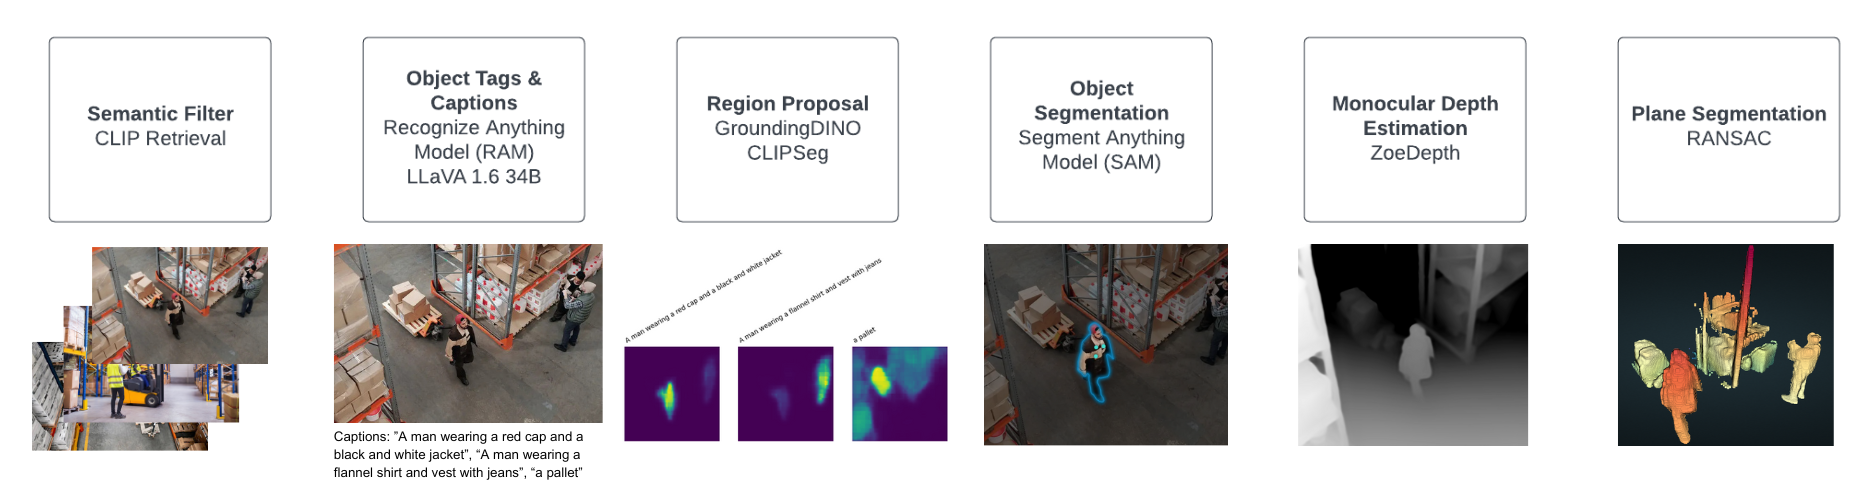 Semantic Filter
CLIP Retrieval
Object Tags &
Captions
Recognize Anything
Model (RAM)
LLaVA 1.6 34B
Region Proposal
GroundingDINO
CLIPSeg
Object
Segmentation
Segment Anything
Model (SAM)
Monocular Depth
Estimation
ZoeDepth
Plane Segmentation
RANSAC
Captions: ”A man wearing a red cap and a
black and white jacket”, “A man wearing a
flannel shirt and vest with jeans”, “a pallet”
A man wearing a red cap and a black and white jacket
A man wearing a flannel shirt and vest with jeans
a pallet